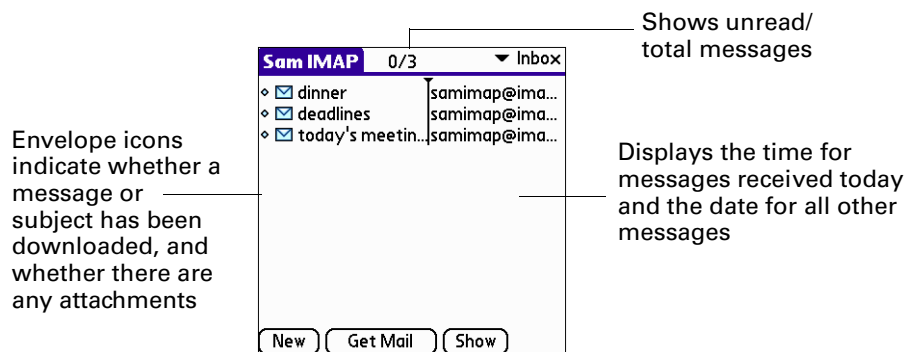 Shows unread/
total messages
Sam IMAP 0/3 Inbox
dinner samimap@ima...
deadlines samimap@ima...
today's meetin... samimap@ima...
Envelope icons
indicate whether a
message or
subject has been
downloaded, and
whether there are
any attachments
Displays the time for
messages received today
and the date for all other
messages
New Get Mail Show